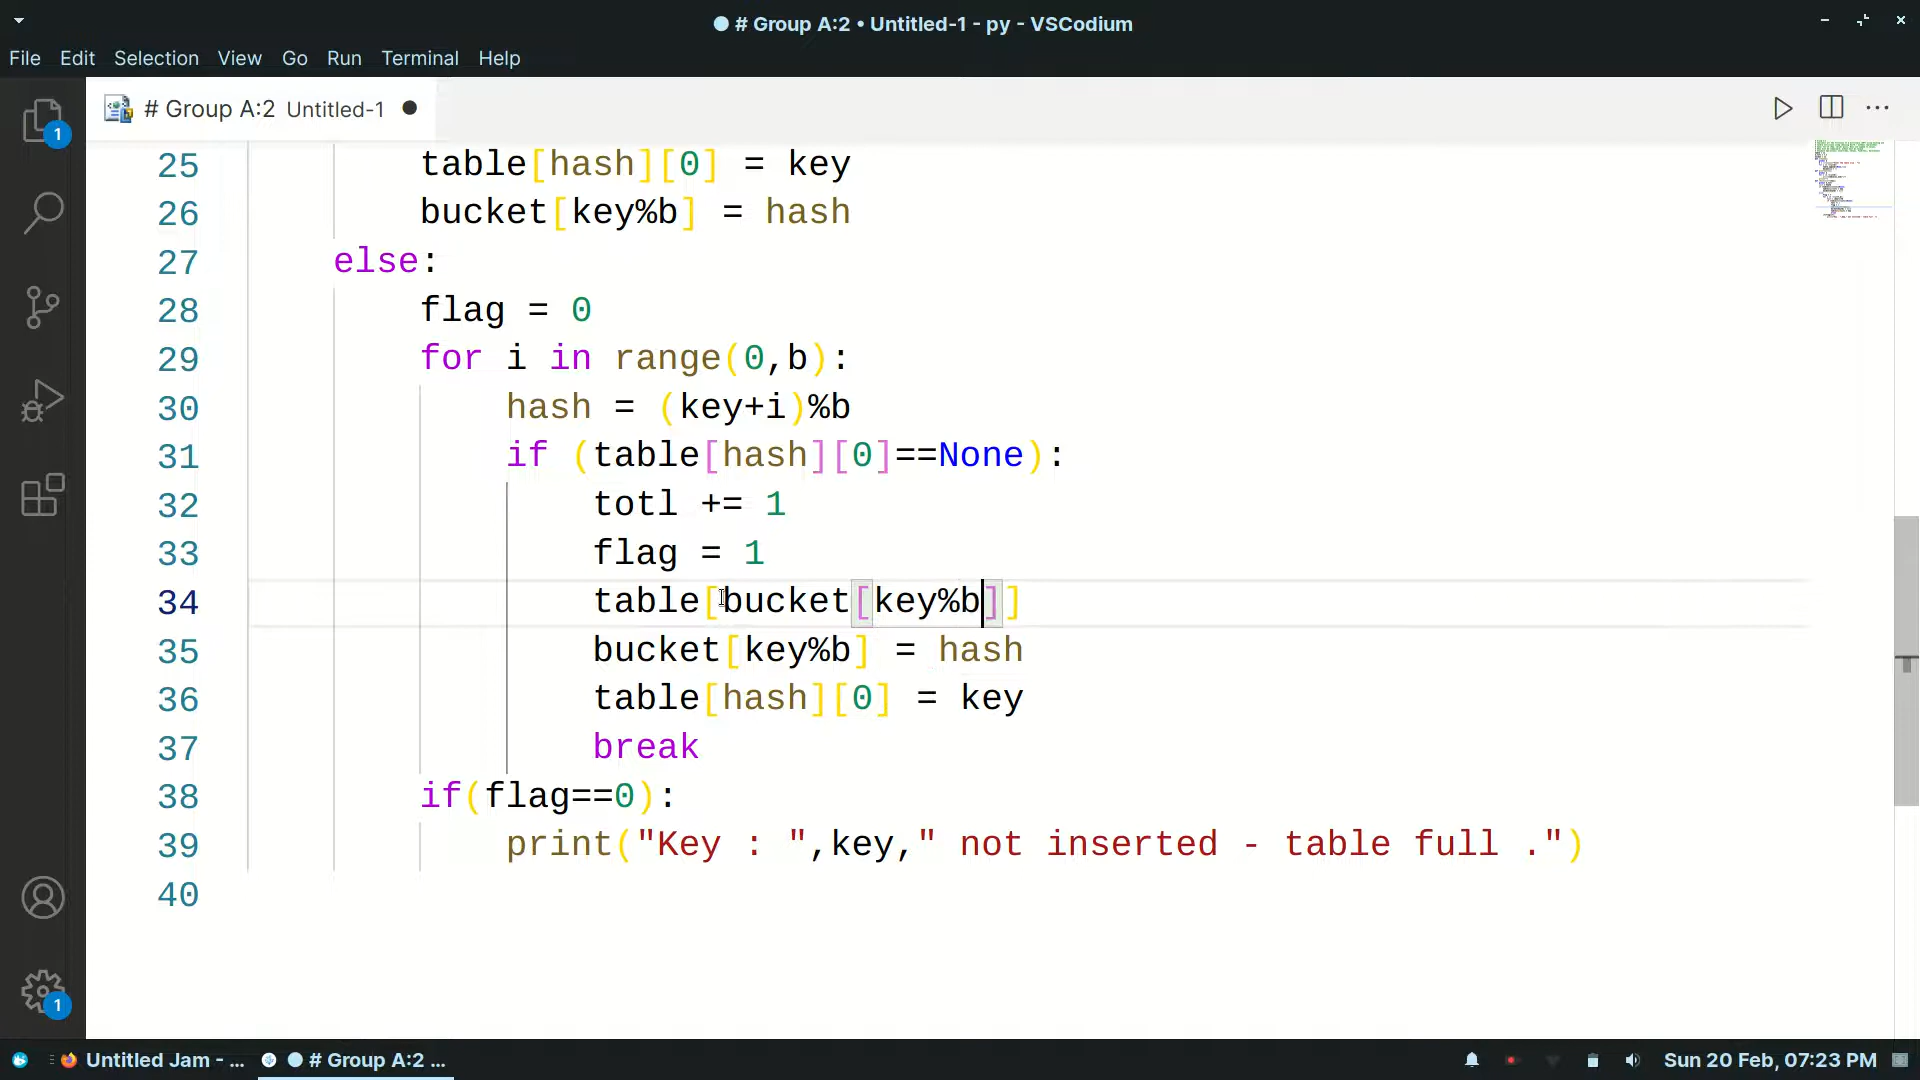 # Group A:2 • Untitled-1 - py - VSCodium
File Edit Selection View Go Run Terminal Help
# Group A:2 Untitled-1
1
25 table[hash][0] = key
26 bucket[key%b] = hash
27 else:
28 flag = 0
29 for i in range(0,b):
30 hash = (key+i)%b
31 if (table[hash][0]==None):
32 totl += 1
33 flag = 1
34 table[bucket[key%b]]
35 bucket[key%b] = hash
36 table[hash][0] = key
37 break
38 if(flag==0):
39 print("Key : ",key," not inserted - table full .")
40
1
Untitled Jam - ... # Group A:2 ... Sun 20 Feb, 07:23 PM